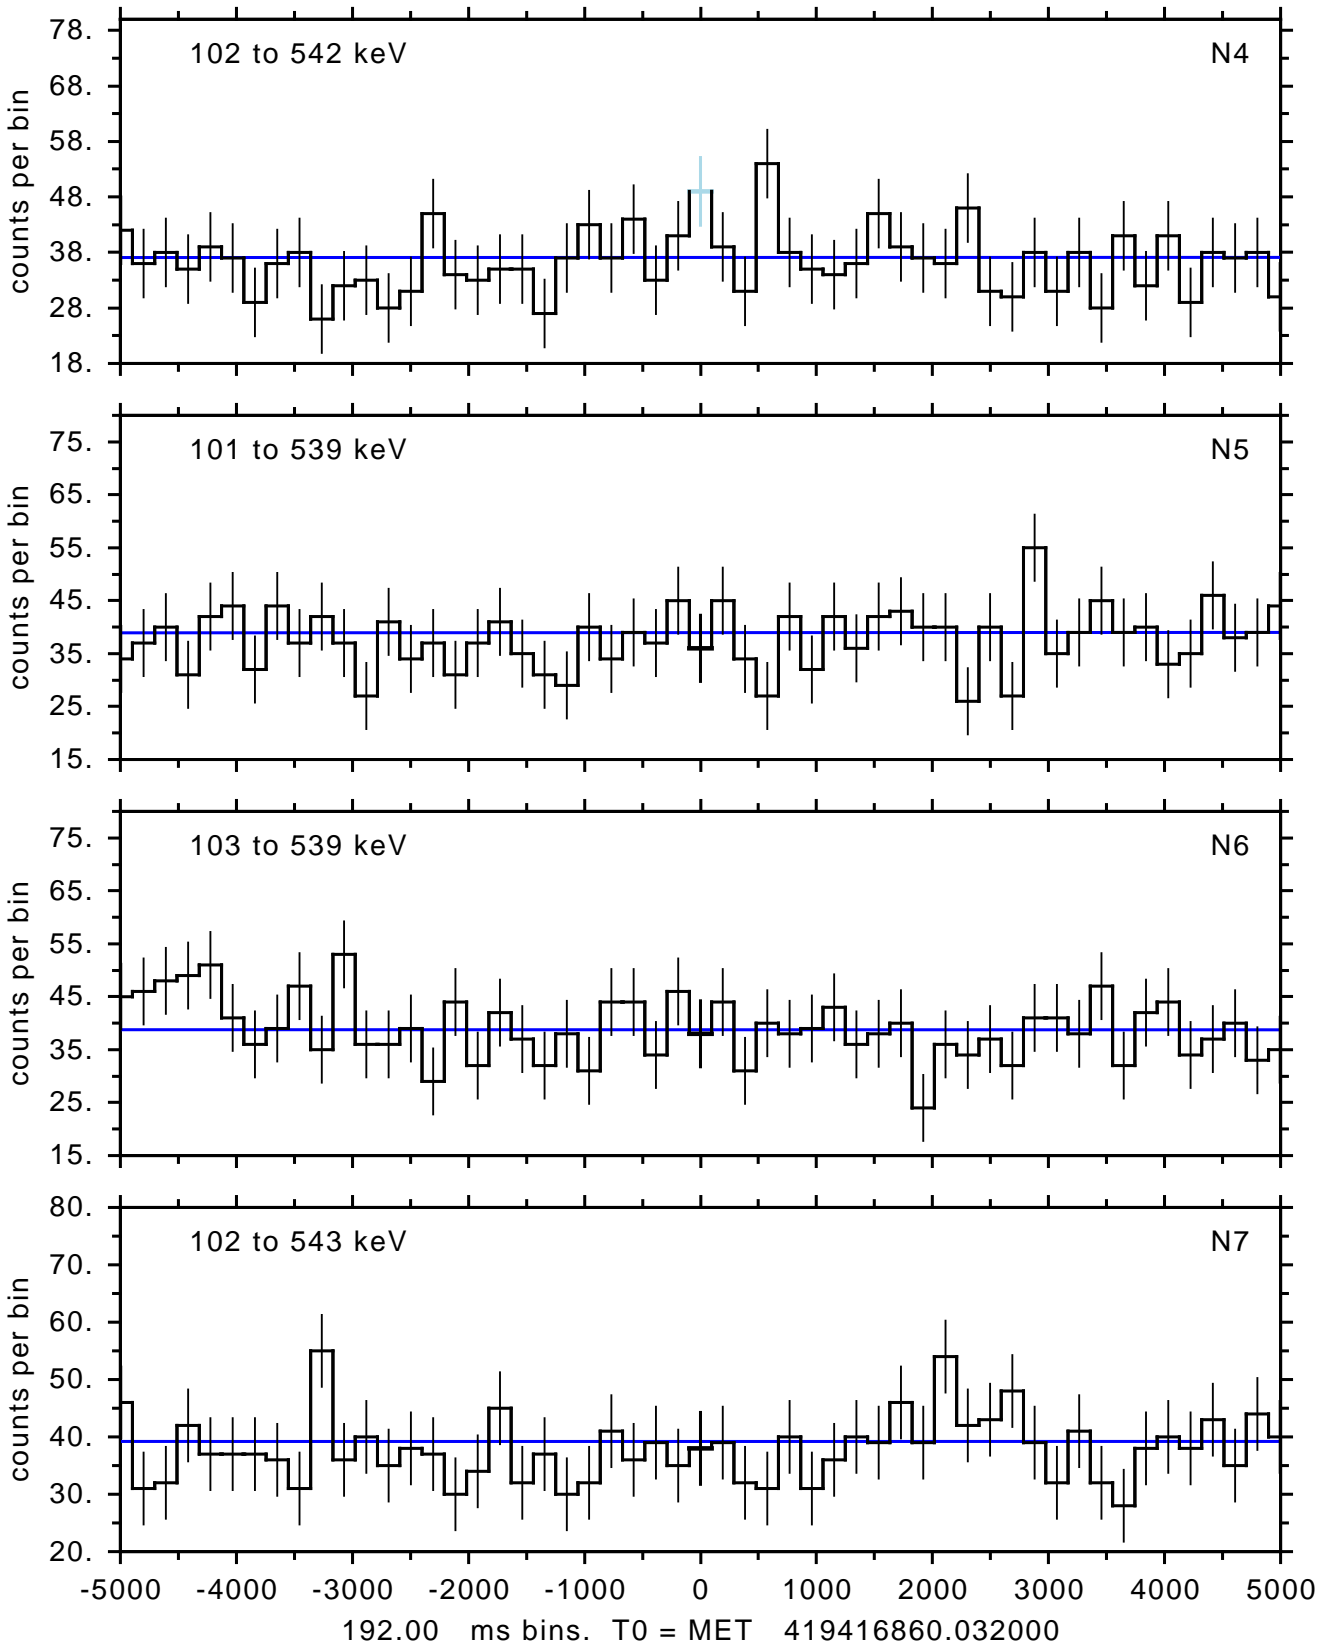 102 to 542 keV N4
78.
68.
58.
48.
38.
28.
18.
counts per bin
101 to 539 keV N5
75.
65.
55.
45.
35.
25.
15.
counts per bin
103 to 539 keV N6
75.
65.
55.
45.
35.
25.
15.
counts per bin
102 to 543 keV N7
80.
70.
60.
50.
40.
30.
20.
counts per bin
-5000 -4000 -3000 -2000 -1000 0 1000 2000 3000 4000 5000
192.00 ms bins. T0 = MET 419416860.032000